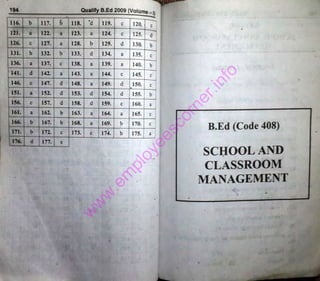 194 Qualify B.Ed 2009 (Volume-I)
116. b 117. b 118. d 119. c 120.
121. a 122. a 123. a 124. c 125. d
126. c 127. a 128. b 129. d 130. b
131. b 132. b 133. d 134. a 135. c
136. a 137. 138. a 139. a 140. b
141. d 142. a 143. a 144. c 145. c
146. a 147. d 148. a 149. d 150. c
151. a 152. d 153. d 154. d 155. b
156. c 157. d 158. d 159. c 160. a
161. a 162. b 163. a 164. a 165. c
166. b 167. b 168. a 169. b 170. c
171. b 172. c 173. c 174. b 175. a
176. d 177. c
B.Ed (Code 408)
SCHOOL AND
CLASSROOM
MANAGEMENT
www.employeescorner.info